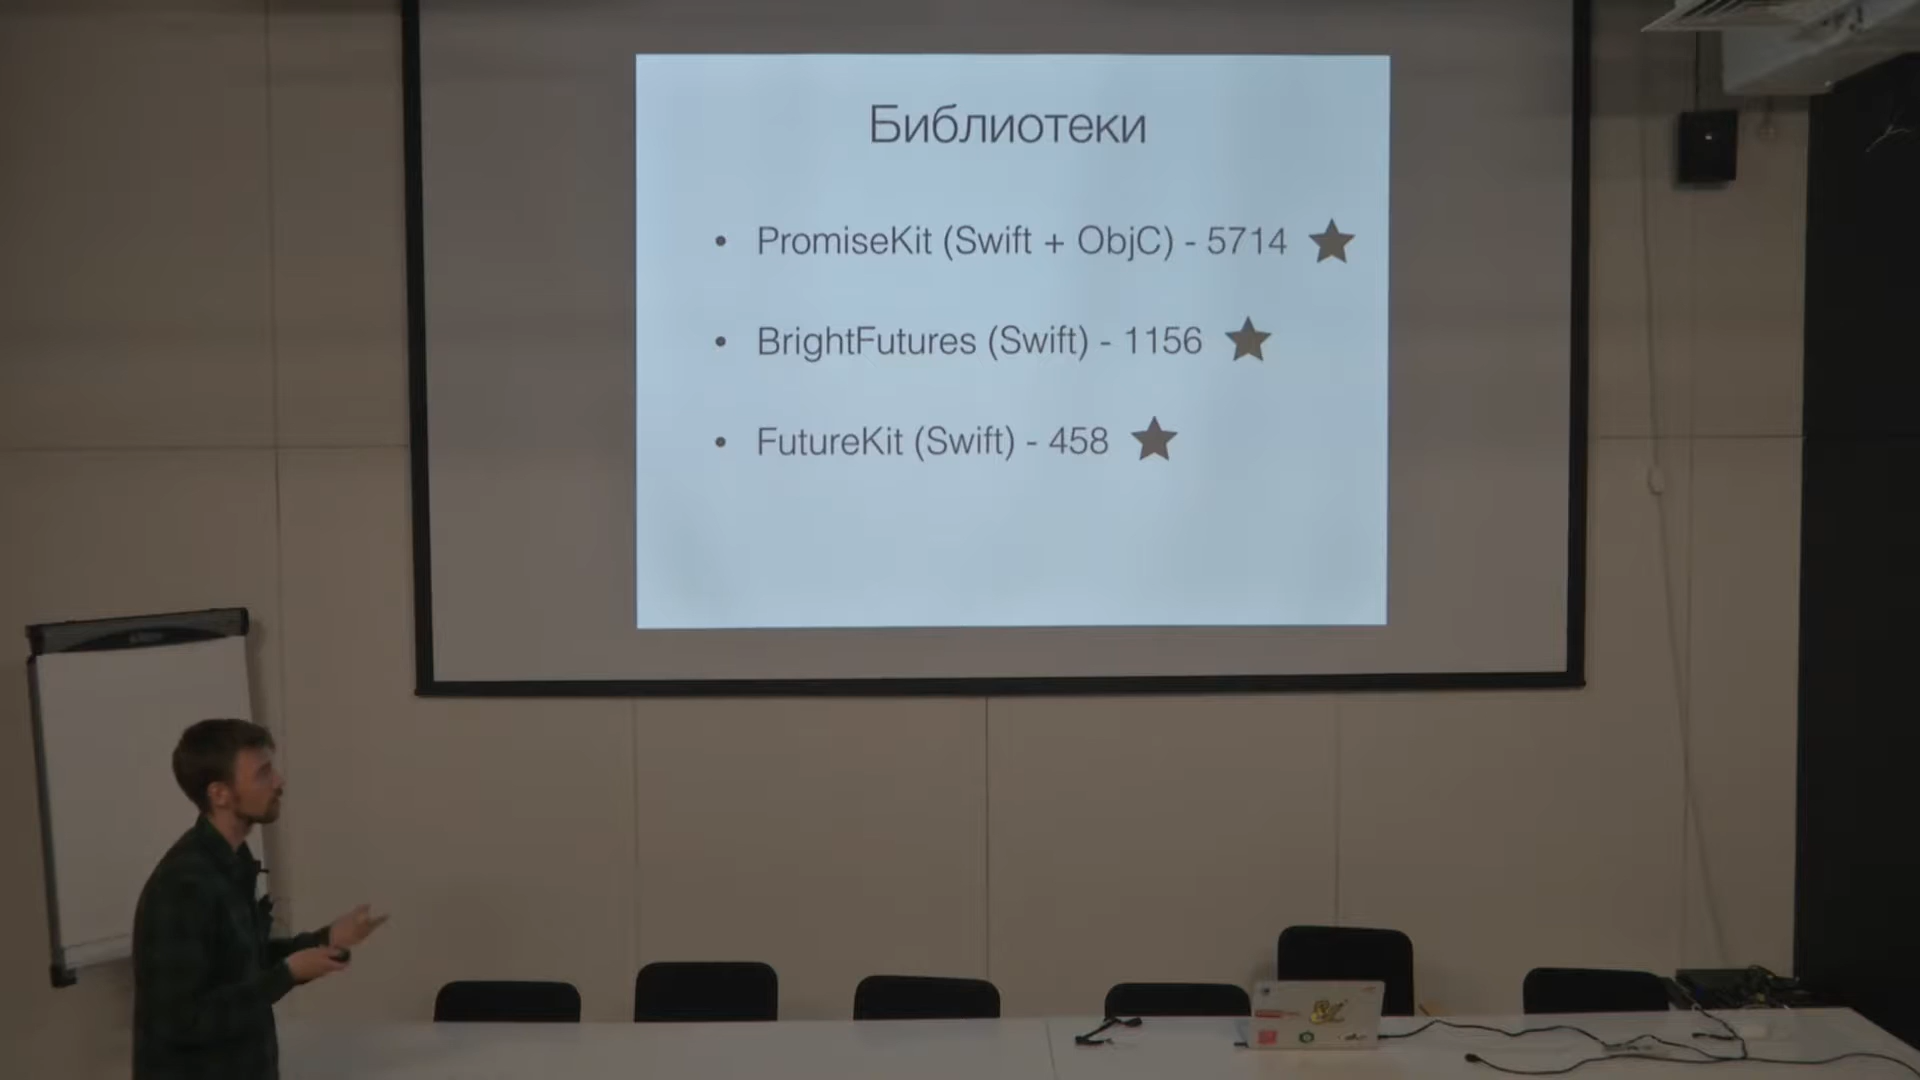 Библиотеки
• PromiseKit (Swift + ObjC) - 5714 ★
• BrightFutures (Swift) - 1156 ★
• FutureKit (Swift) - 458 ★